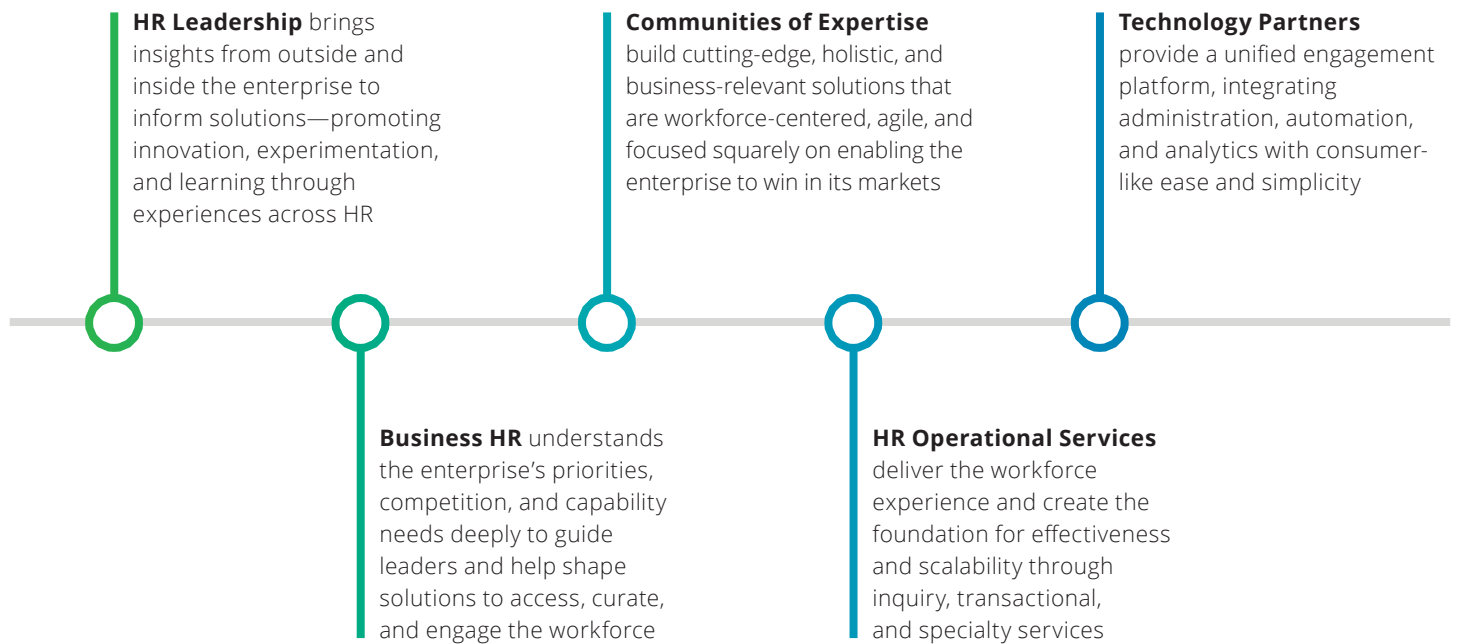 HR Leadership brings
insights from outside and
inside the enterprise to
inform solutions—promoting
innovation, experimentation,
and learning through
experiences across HR
Business HR understands
the enterprise’s priorities,
competition, and capability
needs deeply to guide
leaders and help shape
solutions to access, curate,
and engage the workforce
Communities of Expertise
build cutting-edge, holistic, and
business-relevant solutions that
are workforce-centered, agile, and
focused squarely on enabling the
enterprise to win in its markets
HR Operational Services
deliver the workforce
experience and create the
foundation for effectiveness
and scalability through
inquiry, transactional,
and specialty services
Technology Partners
provide a unified engagement
platform, integrating
administration, automation,
and analytics with consumer-
like ease and simplicity